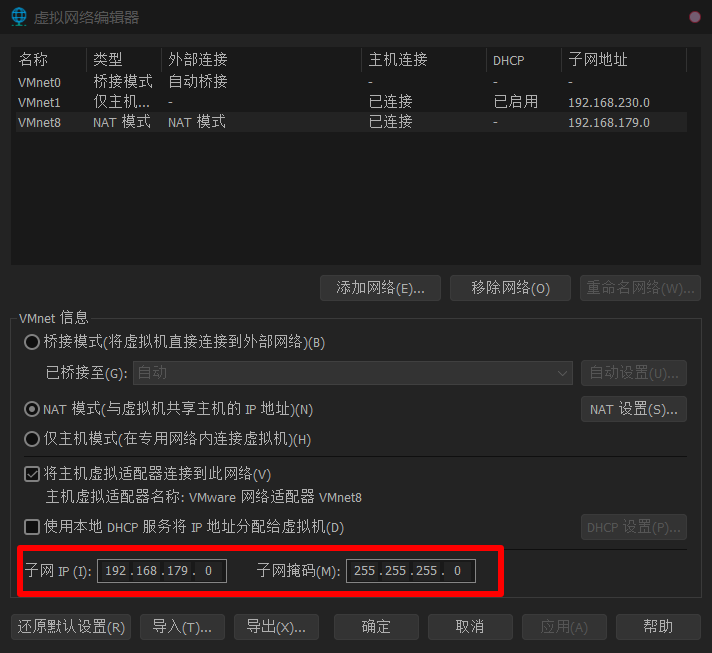 虚拟网络编辑器
名称 类型 外部连接 主机连接 DHCP 子网地址
VMnet0 桥接模式 自动桥接 - - -
VMnet1 仅主机... - 已连接 已启用 192.168.230.0
VMnet8 NAT 模式 NAT 模式 已连接 - 192.168.179.0
添加网络(E)... 移除网络(O) 重命名网络(W)...
VMnet 信息
桥接模式(将虚拟机直接连接到外部网络)(B)
已桥接至(G): 自动 自动设置(U)...
NAT 模式(与虚拟机共享主机的 IP 地址)(N) NAT 设置(S)...
仅主机模式(在专用网络内连接虚拟机)(H)
将主机虚拟适配器连接到此网络(V)
主机虚拟适配器名称: VMware 网络适配器 VMnet8
使用本地 DHCP 服务将 IP 地址分配给虚拟机(D) DHCP 设置(P)...
子网 IP (I): 192 .168 .179 . 0 子网掩码(M): 255 .255 .255 . 0
还原默认设置(R) 导入(T)... 导出(X)... 确定 取消 应用(A) 帮助